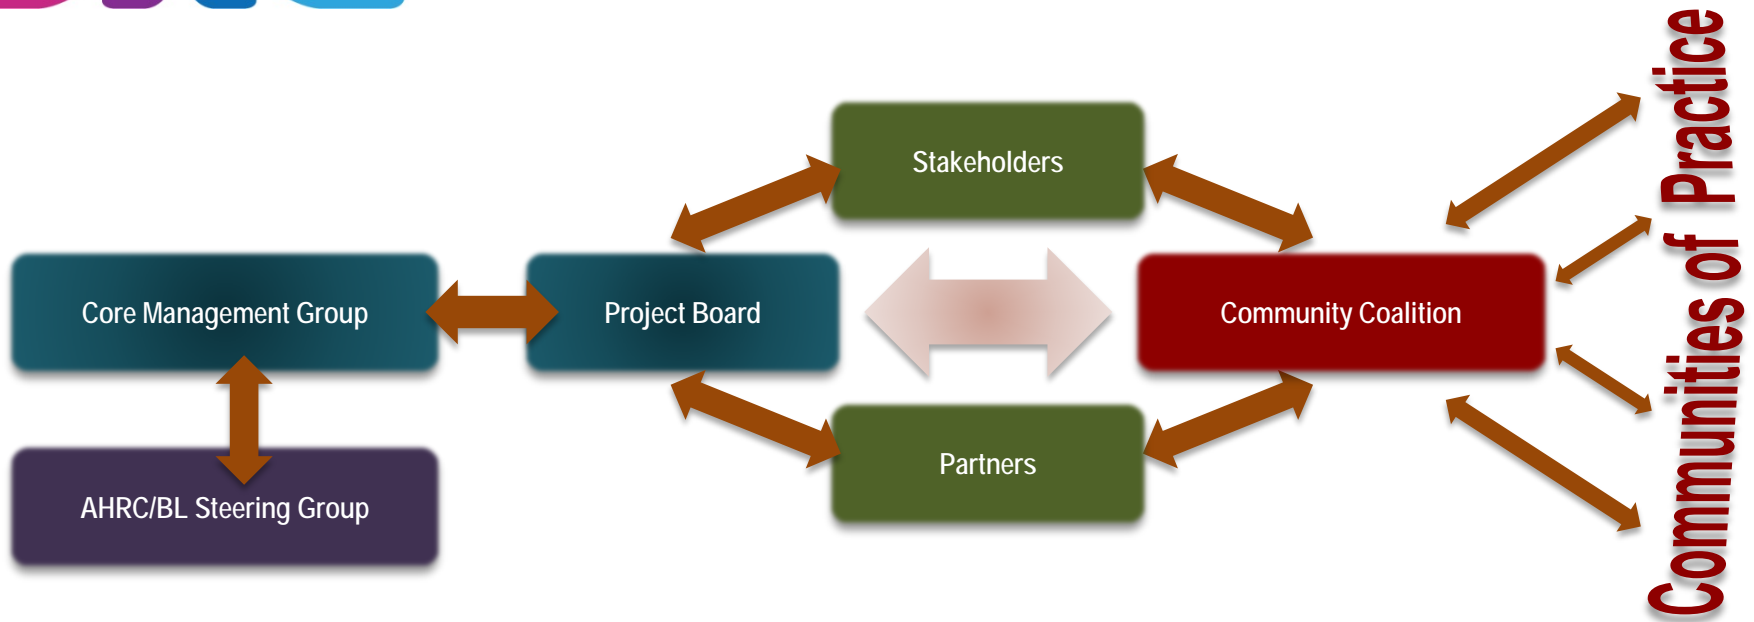 Stakeholders
Core Management Group
Project Board
Community Coalition
Partners
AHRC/BL Steering Group
Communities of Practice